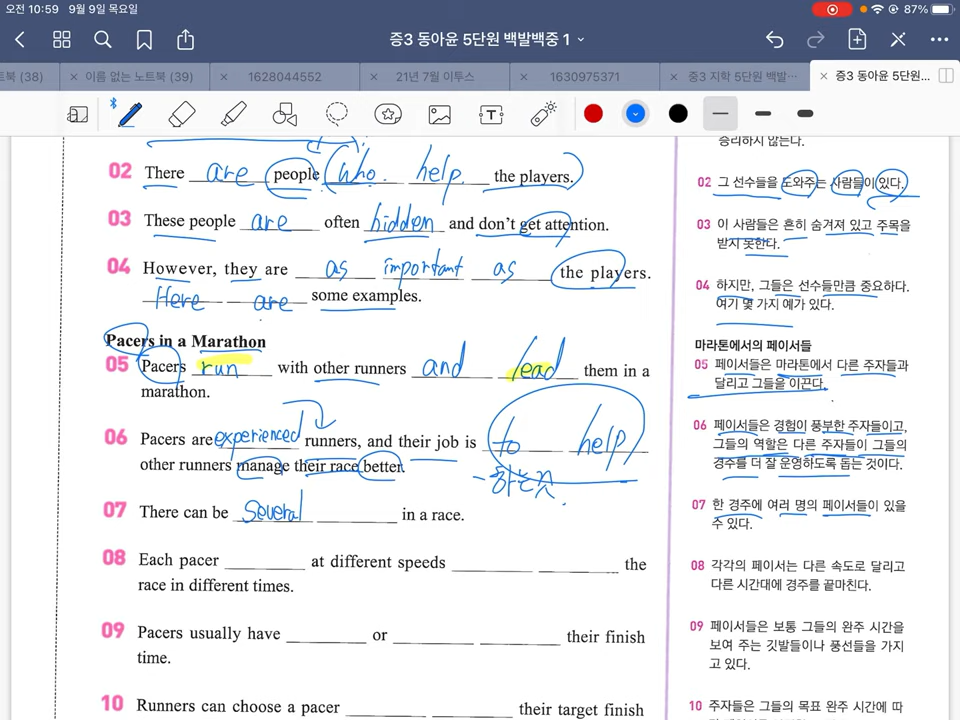 오전 10:59 9월 9일 목요일
87%
중3 동아윤 5단원 백발백중 1
트북 (38)
이름 없는 노트북 (39)
1628044552
21년 7월 이투스
1630975371
중3 지학 5단원 백발…
중3 동아윤 5단원…
승리하지 않는다.
02 There are people who help the players.
02 그 선수들을 도와주는 사람들이 있다.
03 These people are often hidden and don't get attention.
03 이 사람들은 흔히 숨겨져 있고 주목을
받지 못한다.
04 However, they are as important as the players.
Here are some examples.
04 하지만, 그들은 선수들만큼 중요하다.
여기 몇 가지 예가 있다.
Pacers in a Marathon
마라톤에서의 페이서들
05 Pacers run with other runners and lead them in a
marathon.
05 페이서들은 마라톤에서 다른 주자들과
달리고 그들을 이끈다.
06 Pacers are experienced runners, and their job is to help
other runners manage their race better.
-하는것
06 페이서들은 경험이 풍부한 주자들이고,
그들의 역할은 다른 주자들이 그들의
경주를 더 잘 운영하도록 돕는 것이다.
07 There can be several in a race.
07 한 경주에 여러 명의 페이서들이 있을
수 있다.
08 Each pacer at different speeds the
race in different times.
08 각각의 페이서는 다른 속도로 달리고
다른 시간대에 경주를 끝마친다.
09 Pacers usually have or their finish
time.
09 페이서들은 보통 그들의 완주 시간을
보여 주는 깃발들이나 풍선들을 가지
고 있다.
10 Runners can choose a pacer their target finish
10 주자들은 그들의 목표 완주 시간에 따